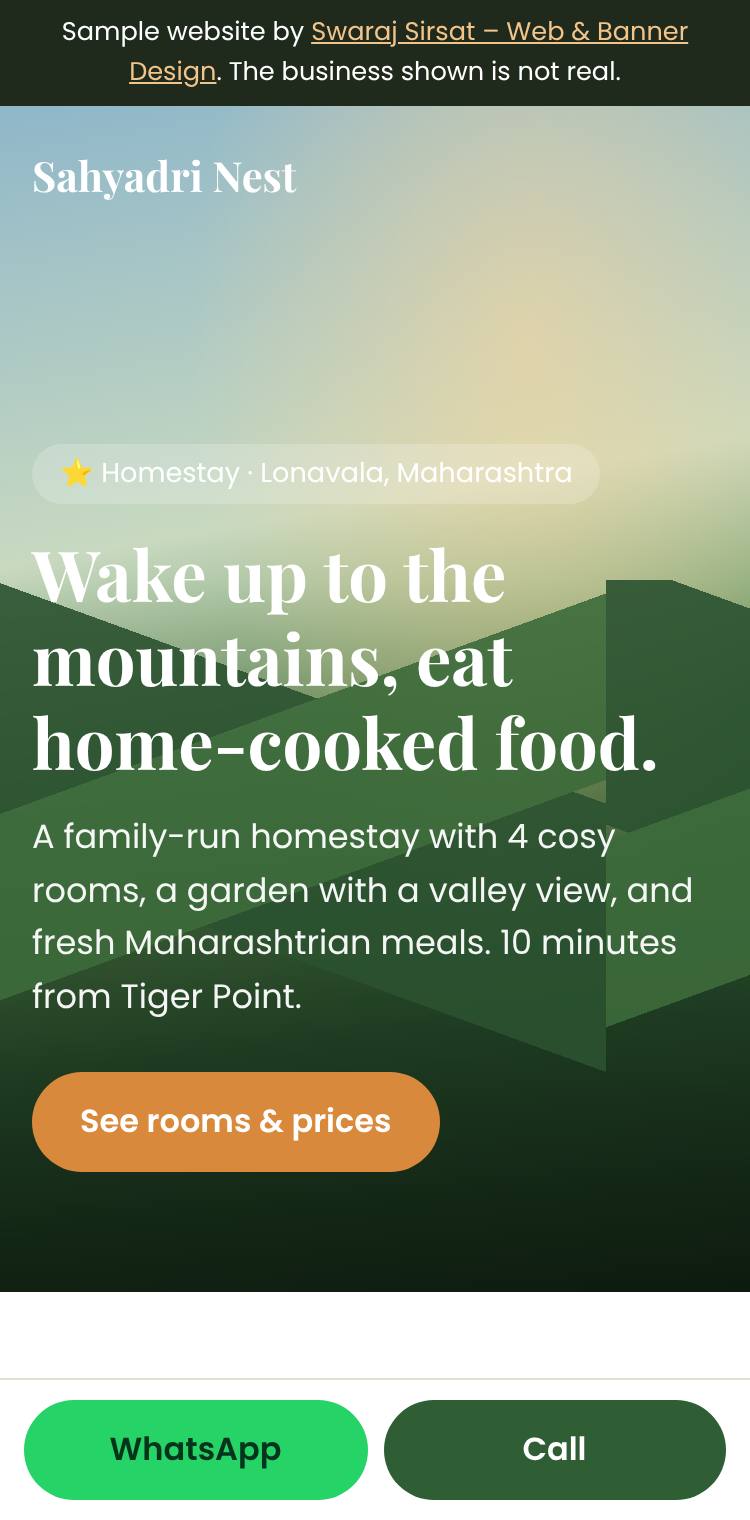 Sample website by Swaraj Sirsat – Web & Banner
Design. The business shown is not real.
Sahyadri Nest
⭐ Homestay · Lonavala, Maharashtra
Wake up to the
mountains, eat
home-cooked food.
A family-run homestay with 4 cosy
rooms, a garden with a valley view, and
fresh Maharashtrian meals. 10 minutes
from Tiger Point.
See rooms & prices
WhatsApp
Call